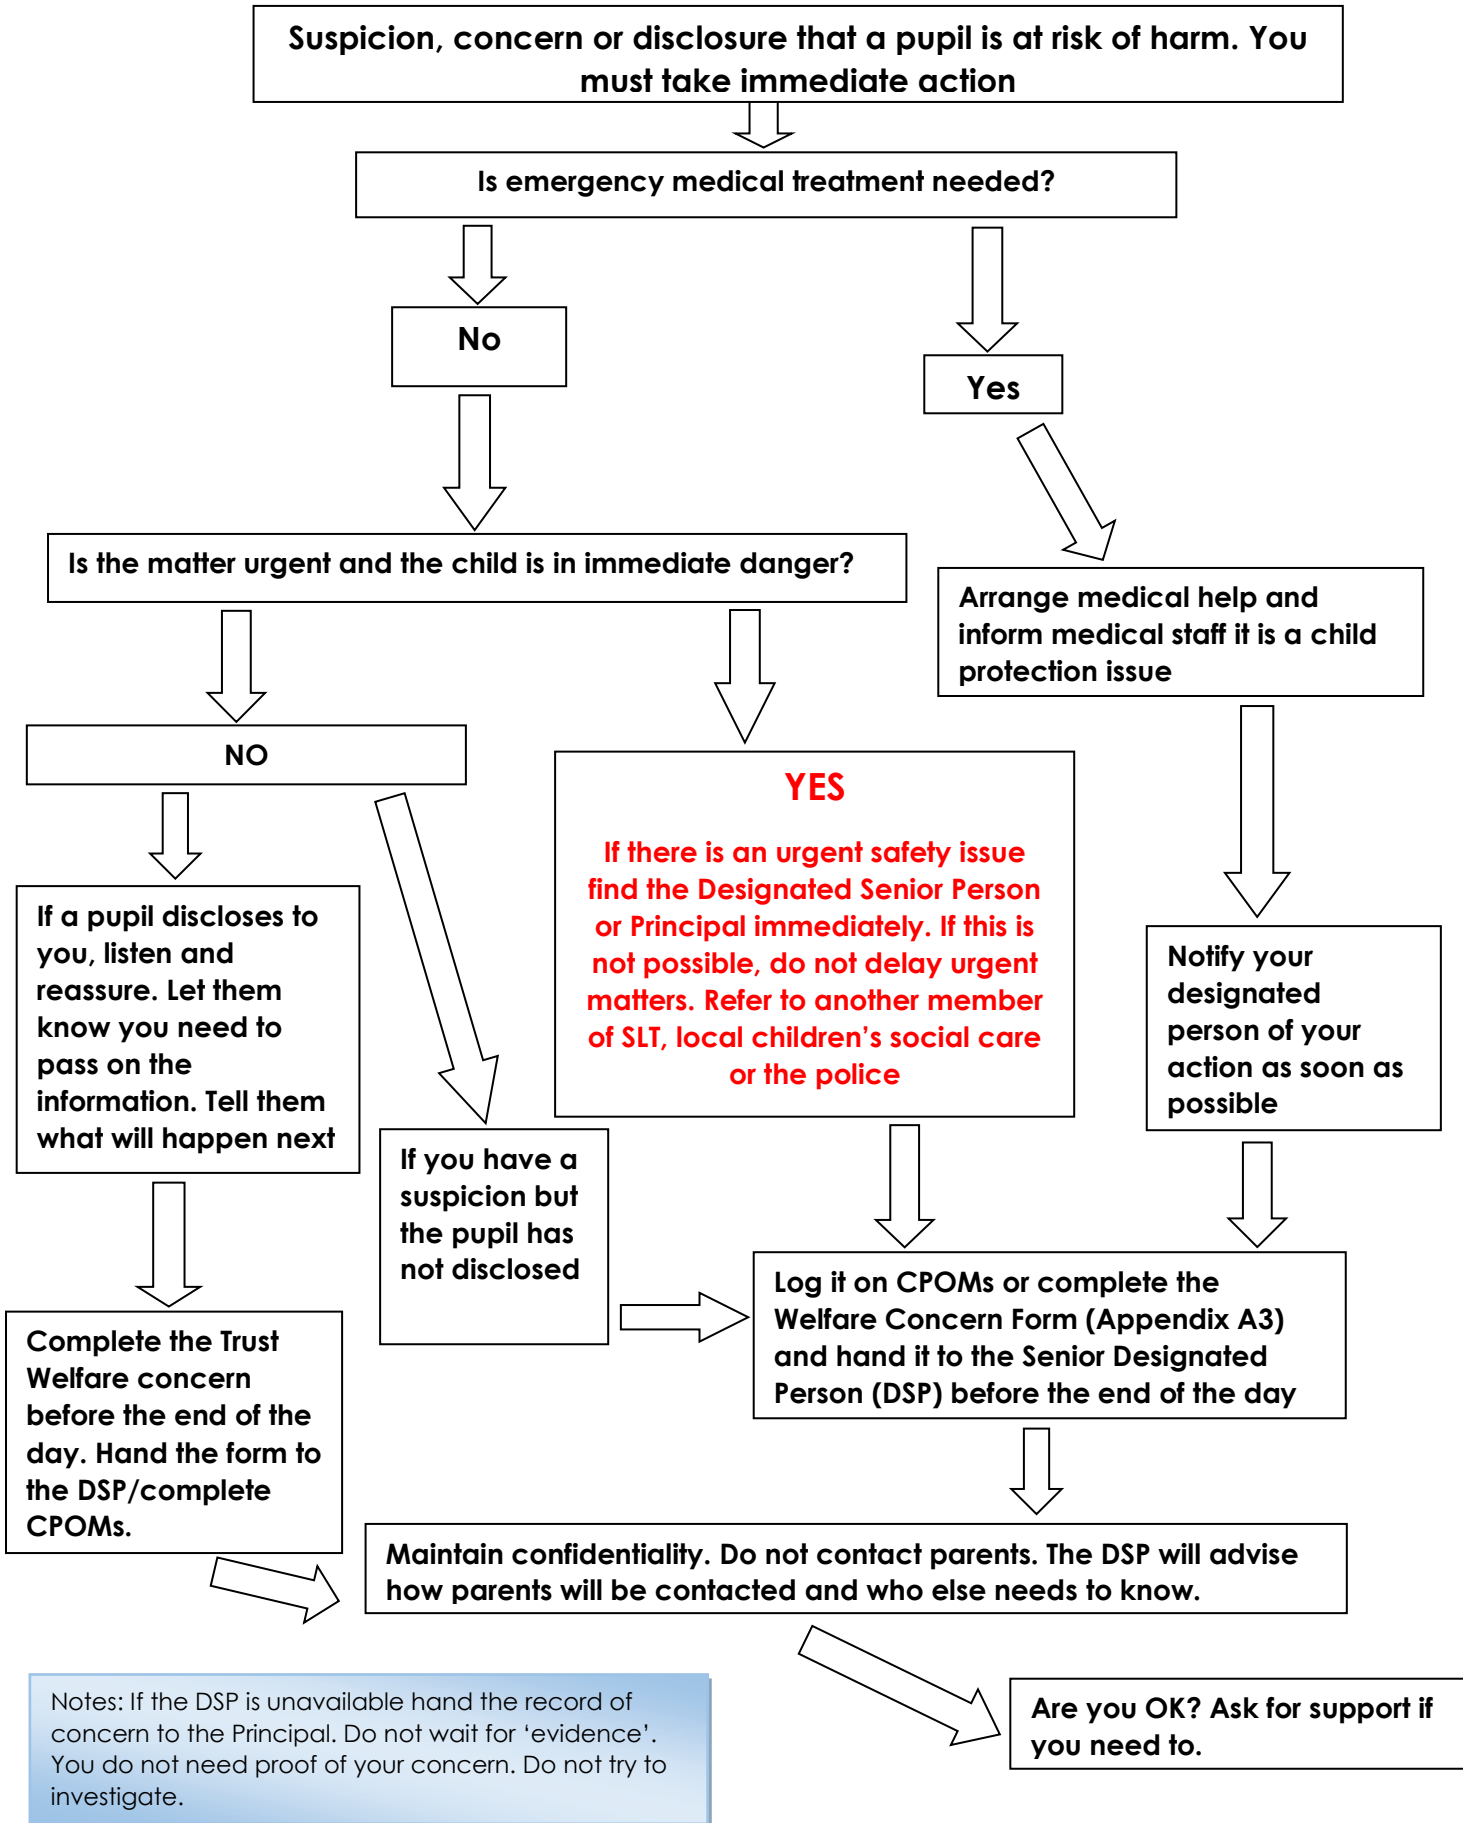 Suspicion, concern or disclosure that a pupil is at risk of harm. You
must take immediate action
Is emergency medical treatment needed?
No
Yes
Is the matter urgent and the child is in immediate danger?
Arrange medical help and
inform medical staff it is a child
protection issue
NO
YES
If there is an urgent safety issue
find the Designated Senior Person
or Principal immediately. If this is
not possible, do not delay urgent
matters. Refer to another member
of SLT, local children’s social care
or the police
If a pupil discloses to
you, listen and
reassure. Let them
know you need to
pass on the
information. Tell them
what will happen next
Notify your
designated
person of your
action as soon as
possible
If you have a
suspicion but
the pupil has
not disclosed
Log it on CPOMs or complete the
Welfare Concern Form (Appendix A3)
and hand it to the Senior Designated
Person (DSP) before the end of the day
Complete the Trust
Welfare concern
before the end of the
day. Hand the form to
the DSP/complete
CPOMs.
Maintain confidentiality. Do not contact parents. The DSP will advise
how parents will be contacted and who else needs to know.
Notes: If the DSP is unavailable hand the record of
concern to the Principal. Do not wait for ‘evidence’.
You do not need proof of your concern. Do not try to
investigate.
Are you OK? Ask for support if
you need to.